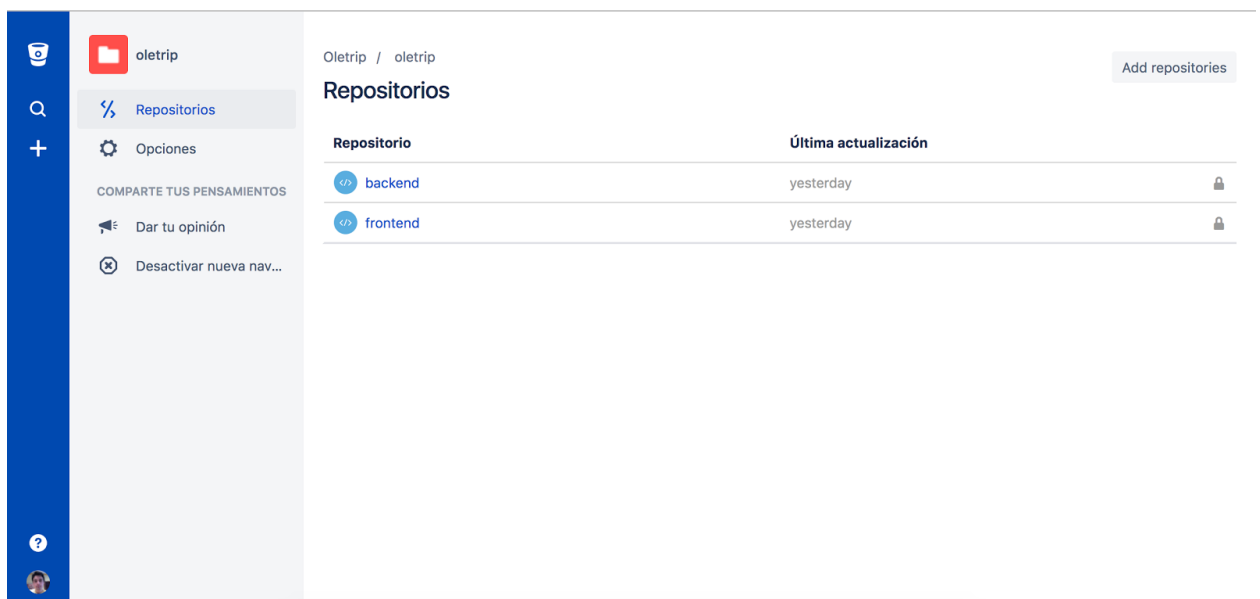 oletrip
Repositorios
Opciones
COMPARTE TUS PENSAMIENTOS
Dar tu opinión
Desactivar nueva nav...
Oletrip / oletrip
Add repositories
Repositorios
Repositorio Última actualización
backend yesterday
frontend yesterday